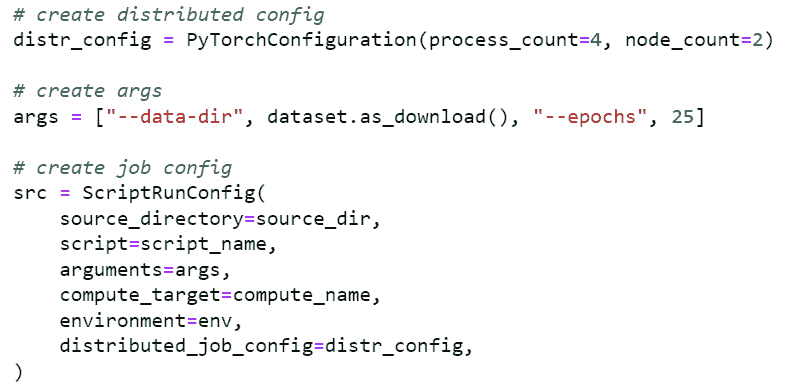 # create distributed config
distr_config = PyTorchConfiguration(process_count=4, node_count=2)

# create args
args = ["--data-dir", dataset.as_download(), "--epochs", 25]

# create job config
src = ScriptRunConfig(
    source_directory=source_dir,
    script=script_name,
    arguments=args,
    compute_target=compute_name,
    environment=env,
    distributed_job_config=distr_config,
)